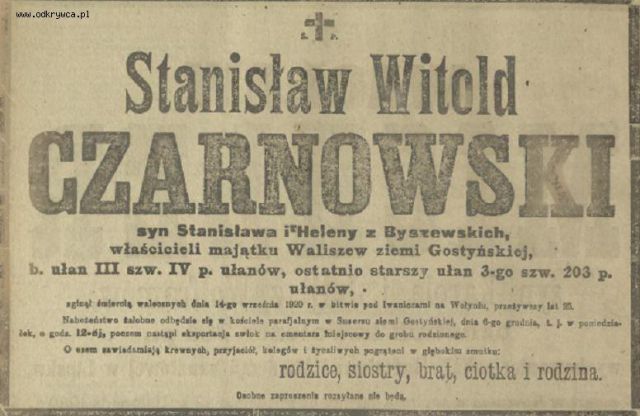 www.odkrywca.pl
Ś. P.
Stanisław Witold
CZARNOWSKI
syn Stanisława i Heleny z Byszewskich,
właścicieli majątku Waliszew ziemi Gostyńskiej,
b. ułan III szw. IV p. ułanów, ostatnio starszy ułan 3-go szw. 203 p.
ułanów,
zginął śmiercią walecznych dnia 14-go września 1920 r. w bitwie pod Iwanicami na Wołyniu, przeżywszy lat
Nabożeństwo żałobne odbędzie się w kościele parafjalnym w Suserzu ziemi Gostyńskiej, dnia 6-go grudnia, t. j. w poniedzia-
łek, o godz. 12-ej, poczem nastąpi eksportacja zwłok na cmentarz miejscowy do grobu rodzinnego.
O czem zawiadamiają krewnych, przyjaciół, kolegów i życzliwych pogrążeni w głębokim smutku:
rodzice, siostry, brat, ciotka i rodzina.
Osobne zaproszenia rozsyłane nie będą.